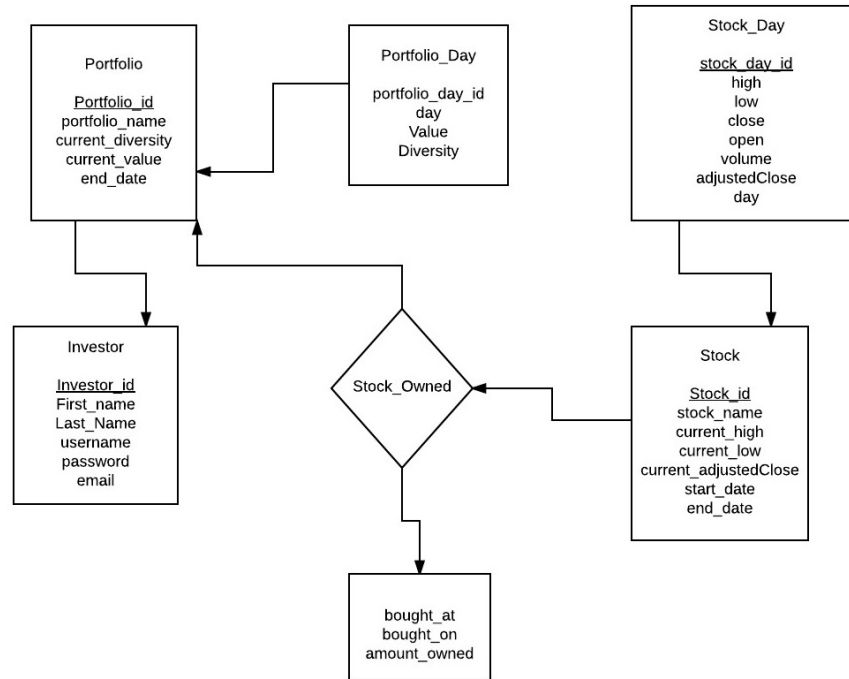 Portfolio
Portfolio_id
portfolio_name
current_diversity
current_value
end_date
Portfolio_Day
portfolio_day_id
day
Value
Diversity
Stock_Day
stock_day_id
high
low
close
open
volume
adjustedClose
day
Investor
Investor_id
First_name
Last_Name
username
password
email
Stock_Owned
Stock
Stock_id
stock_name
current_high
current_low
current_adjustedClose
start_date
end_date
bought_at
bought_on
amount_owned